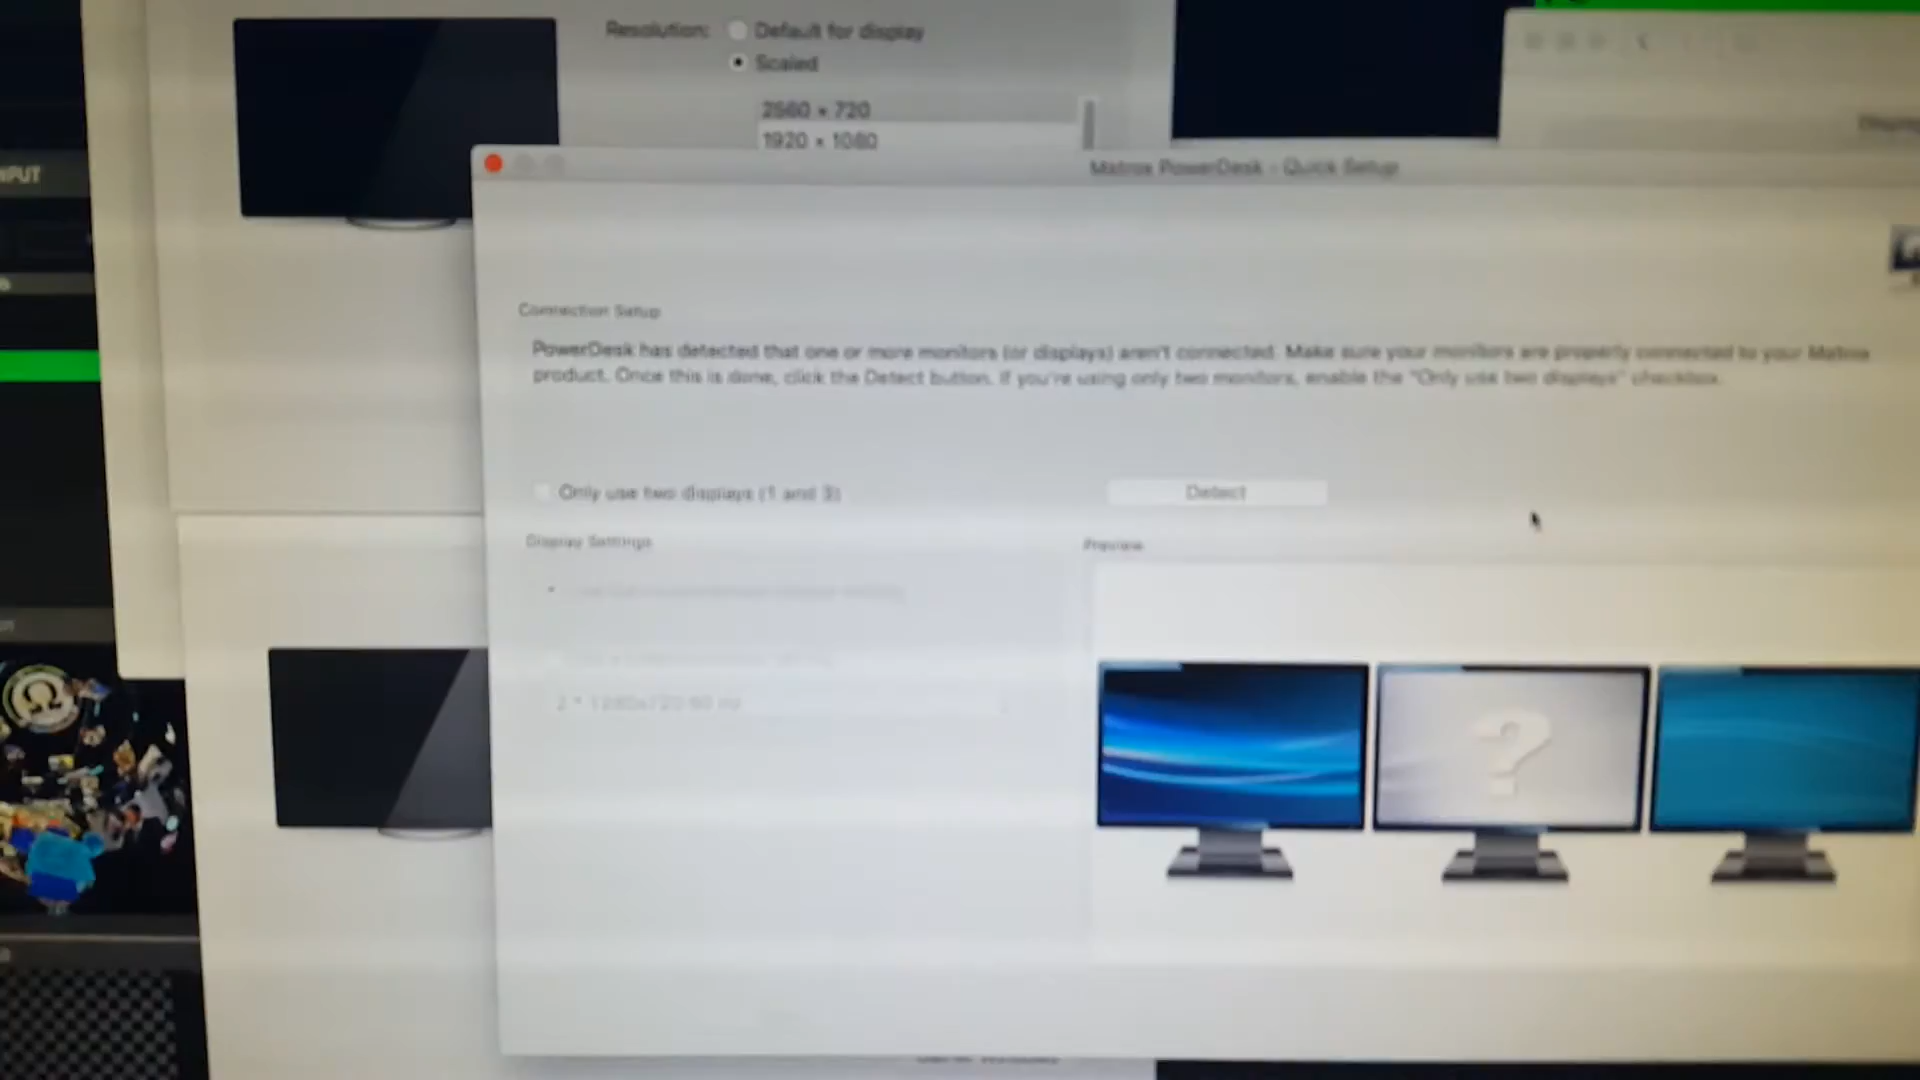 Resolution:
Default for display
Scaled
2560 × 720
1920 × 1080
Matrox PowerDesk - Quick Setup
Connection Setup
PowerDesk has detected that one or more monitors (or displays) aren't connected. Make sure your monitors are properly connected to your Matrox
product. Once this is done, click the Detect button. If you're using only two monitors, enable the "Only use two displays" checkbox.
Only use two displays (1 and 3)
Detect
Display Settings
Preview
?
Ω